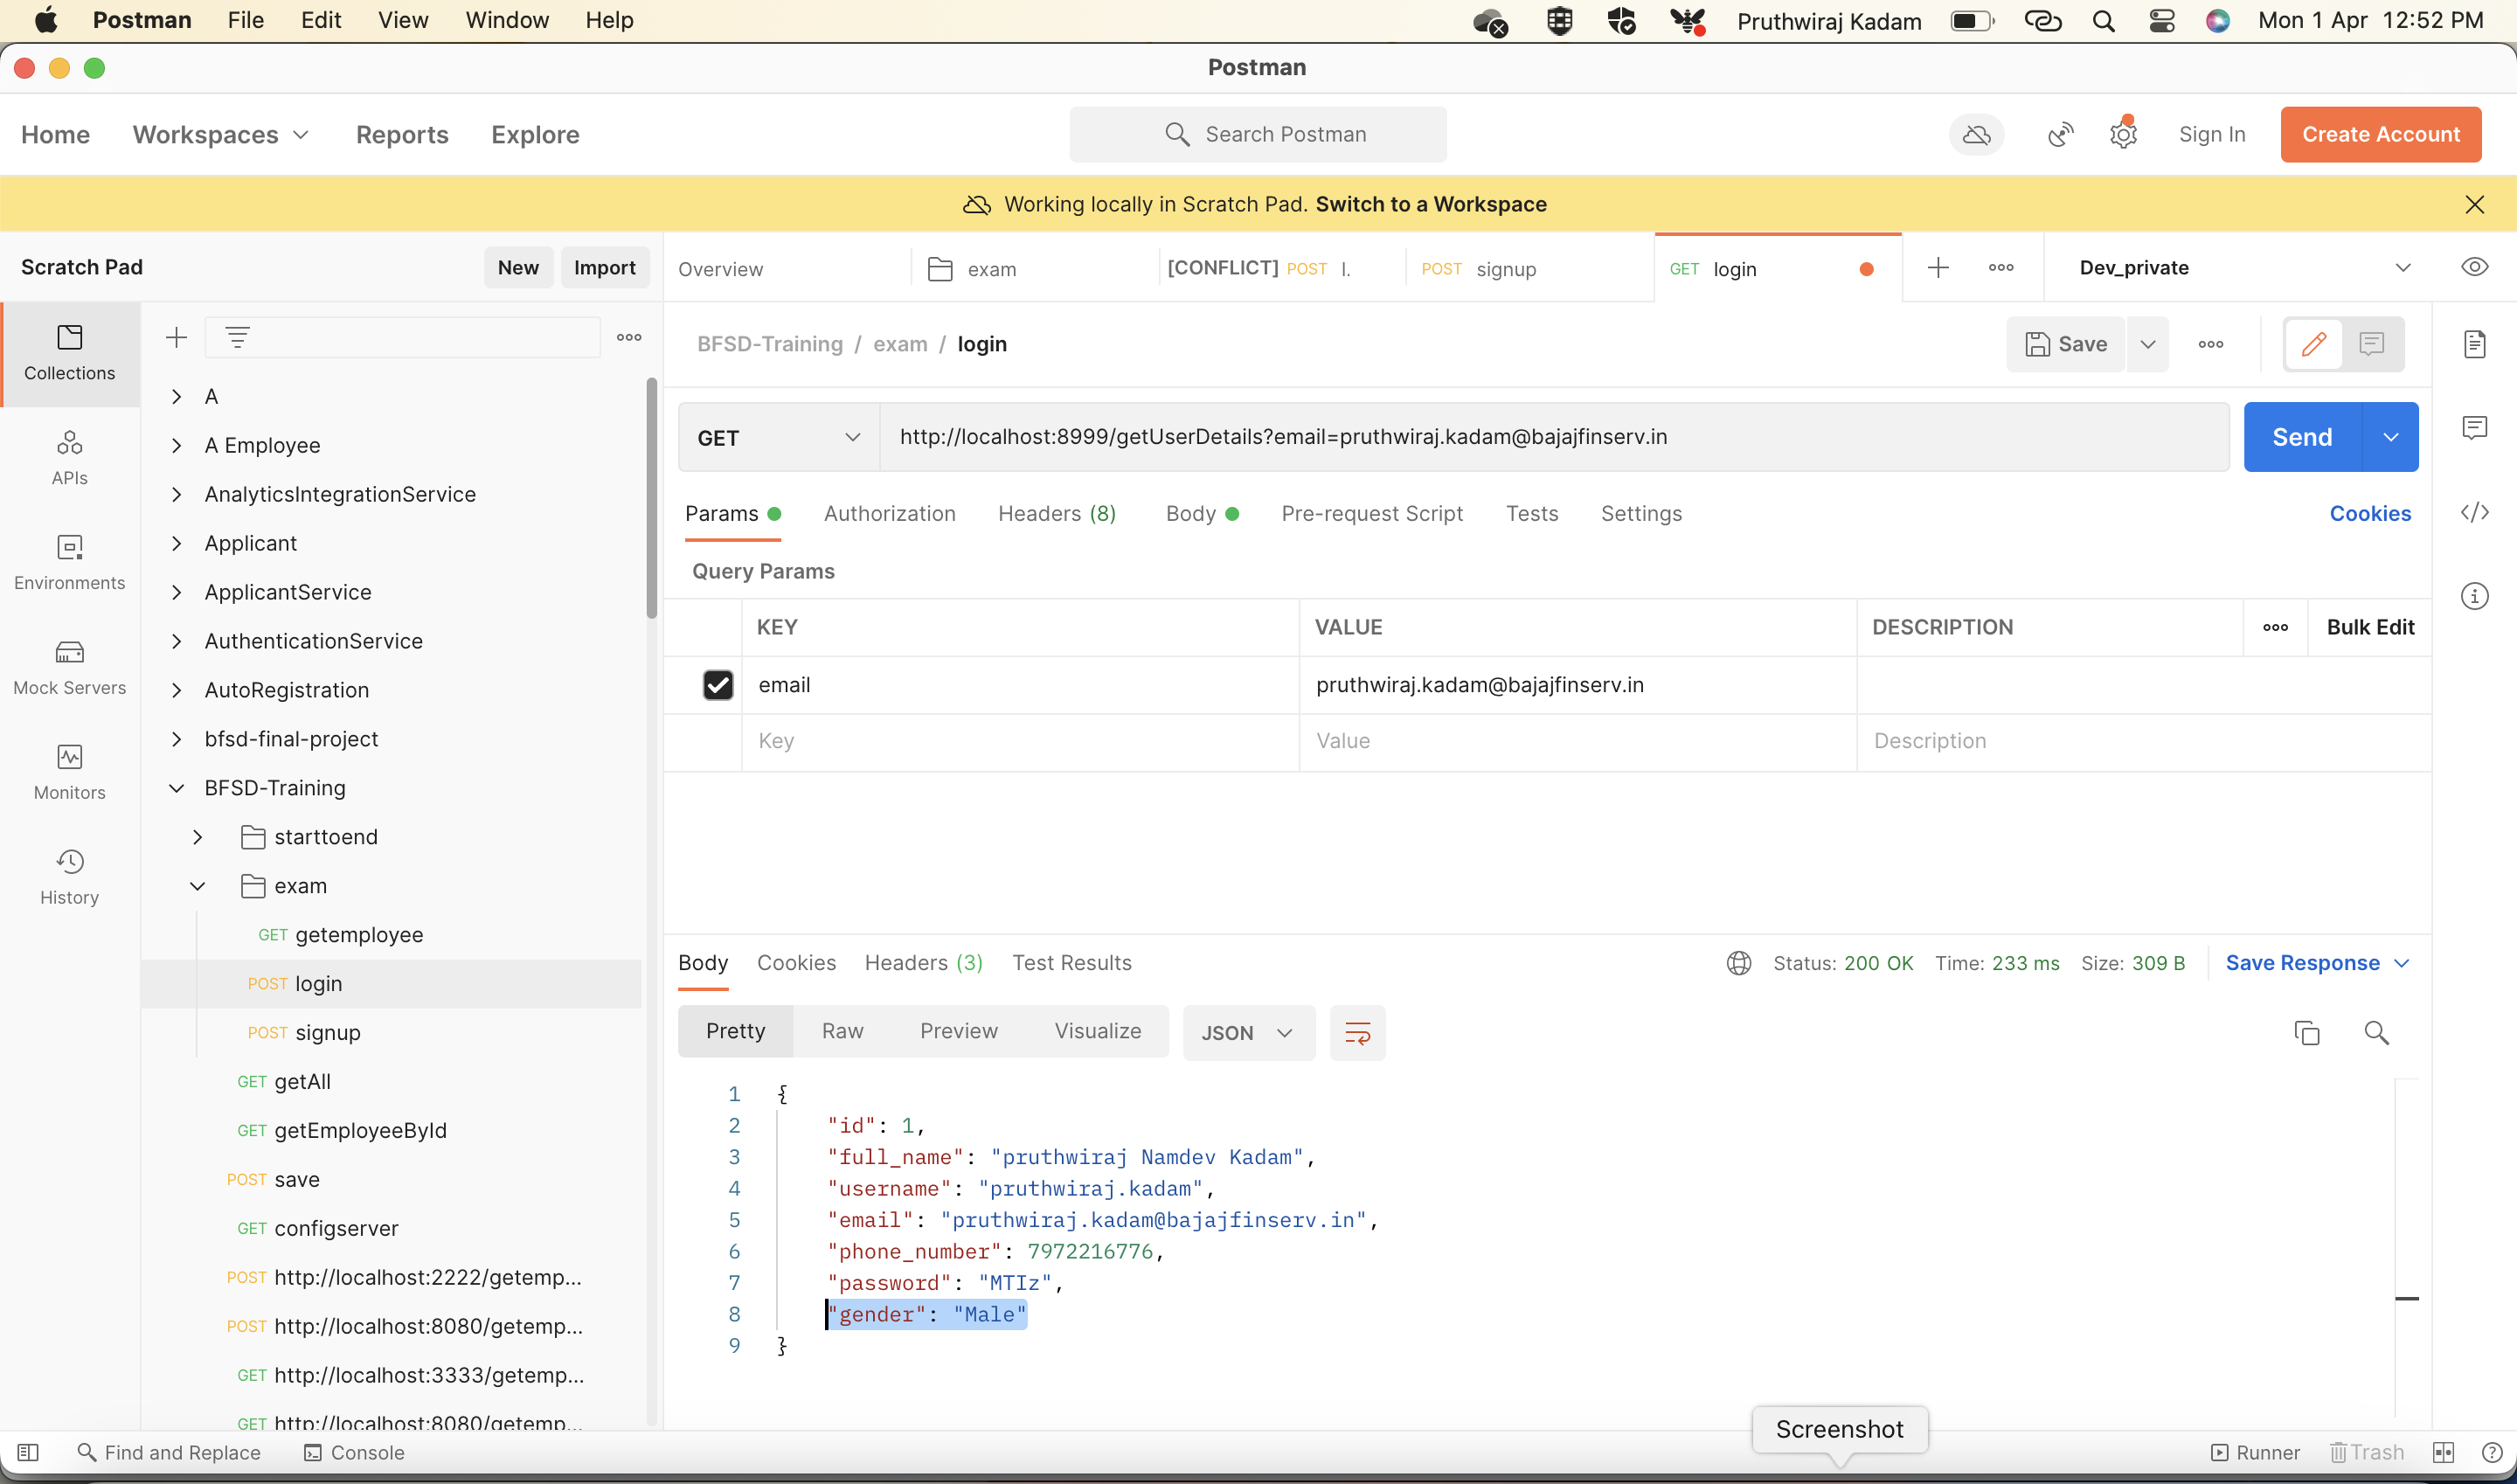 Postman File Edit View Window Help Pruthwiraj Kadam Mon 1 Apr 12:52 PM
Postman
Home Workspaces Reports Explore Search Postman Sign In Create Account
Working locally in Scratch Pad. Switch to a Workspace
Scratch Pad New Import Overview exam [CONFLICT] POST l. POST signup GET login Dev_private
BFSD-Training / exam / login Save
Collections
APIs
Environments
Mock Servers
Monitors
History
A
A Employee
AnalyticsIntegrationService
Applicant
ApplicantService
AuthenticationService
AutoRegistration
bfsd-final-project
BFSD-Training
starttoend
exam
GET getemployee
POST login
POST signup
GET getAll
GET getEmployeeById
POST save
GET configserver
POST http://localhost:2222/getemp...
POST http://localhost:8080/getemp...
GET http://localhost:3333/getemp...
GET http://localhost:8080/getemp...
GET http://localhost:8999/getUserDetails?email=pruthwiraj.kadam@bajajfinserv.in Send
Params Authorization Headers (8) Body Pre-request Script Tests Settings Cookies
Query Params
KEY VALUE DESCRIPTION Bulk Edit
email pruthwiraj.kadam@bajajfinserv.in
Key Value Description
Body Cookies Headers (3) Test Results Status: 200 OK Time: 233 ms Size: 309 B Save Response
Pretty Raw Preview Visualize JSON
1 {
2 "id": 1,
3 "full_name": "pruthwiraj Namdev Kadam",
4 "username": "pruthwiraj.kadam",
5 "email": "pruthwiraj.kadam@bajajfinserv.in",
6 "phone_number": 7972216776,
7 "password": "MTIz",
8 "gender": "Male"
9 }
Screenshot
Find and Replace Console Runner Trash